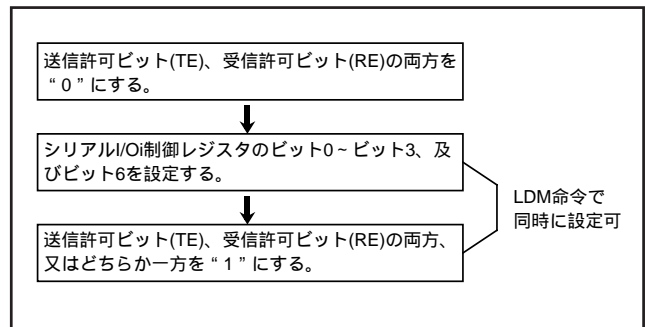 送信許可ビット(TE)、受信許可ビット(RE)の両方を
“ 0 ” にする。
シリアルI/Oi制御レジスタのビット0 ~ ビット3、及
びビット6を設定する。
LDM命令で
同時に設定可
送信許可ビット(TE)、受信許可ビット(RE)の両方、
又はどちらか一方を “ 1 ” にする。